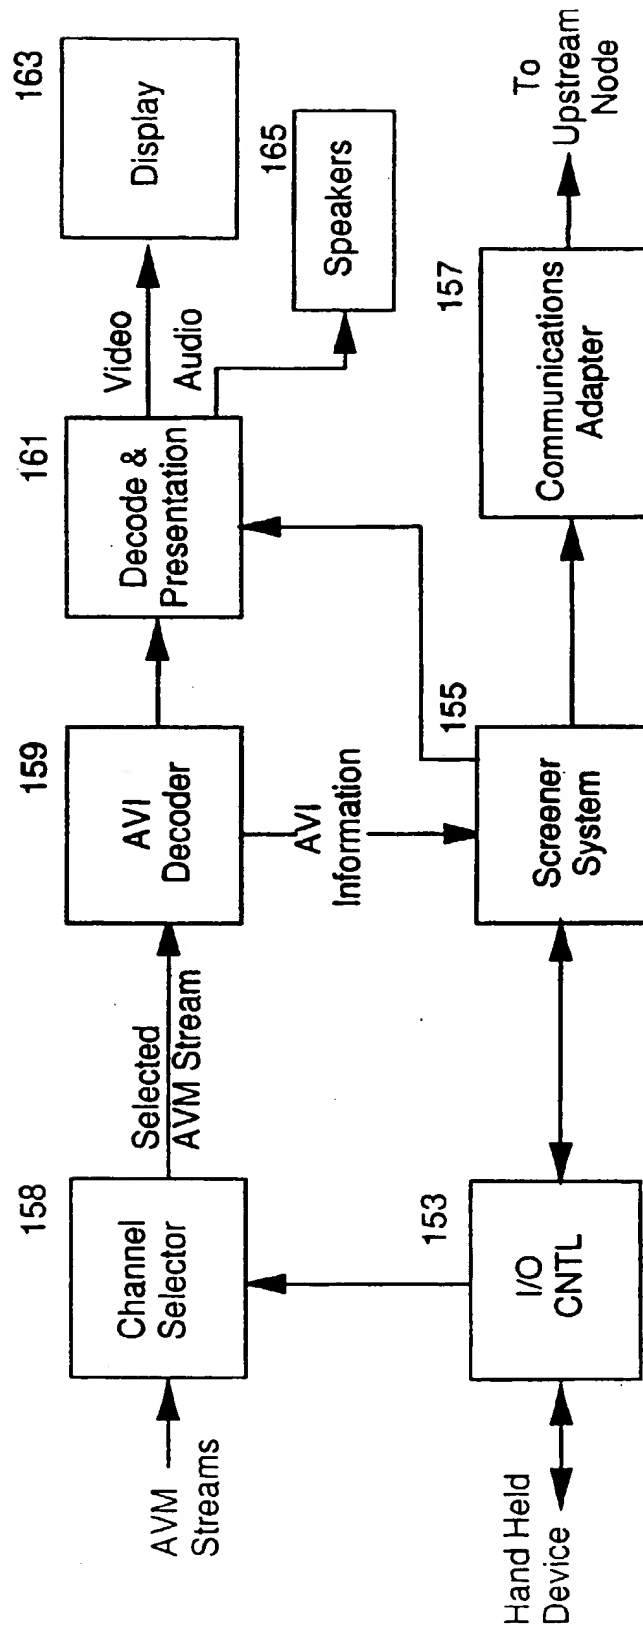 163
Display
165
Speakers
Video
Audio
161
Decode &
Presentation
159
AVI
Decoder
AVI
Information
Selected
AVM Stream
158
Channel
Selector
AVM
Streams
To
Upstream
Node
157
Communications
Adapter
155
Screener
System
153
I/O
CNTL
Hand Held
Device